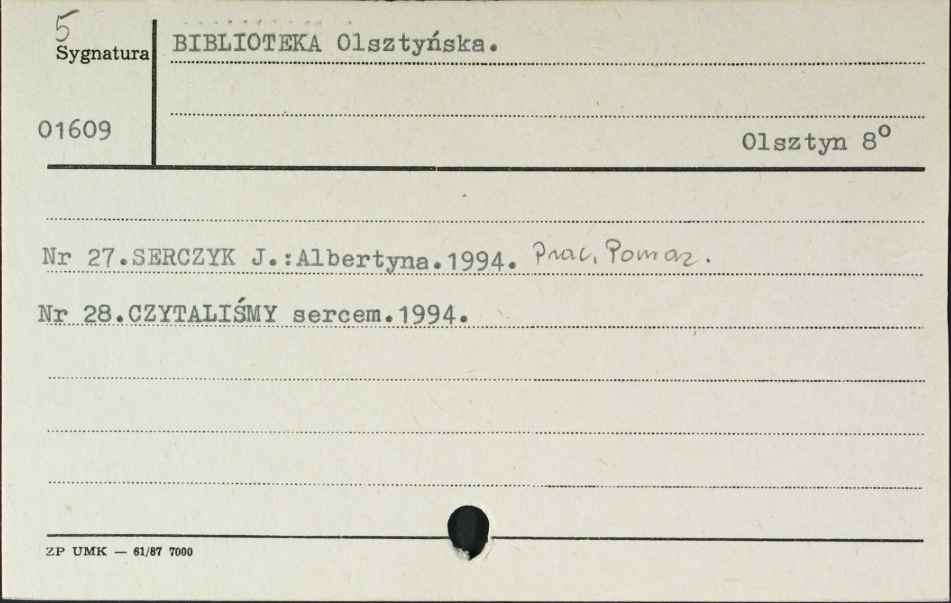 5
Sygnatura
BIBLIOTEKA Olsztyńska.
01609
Olsztyn 8°
Nr 27.SERCZYK J.:Albertyna.1994. Prac. Pomoz.
Nr 28.CZYTALIŚMY sercem.1994.
ZP UMK — 61/87 7000